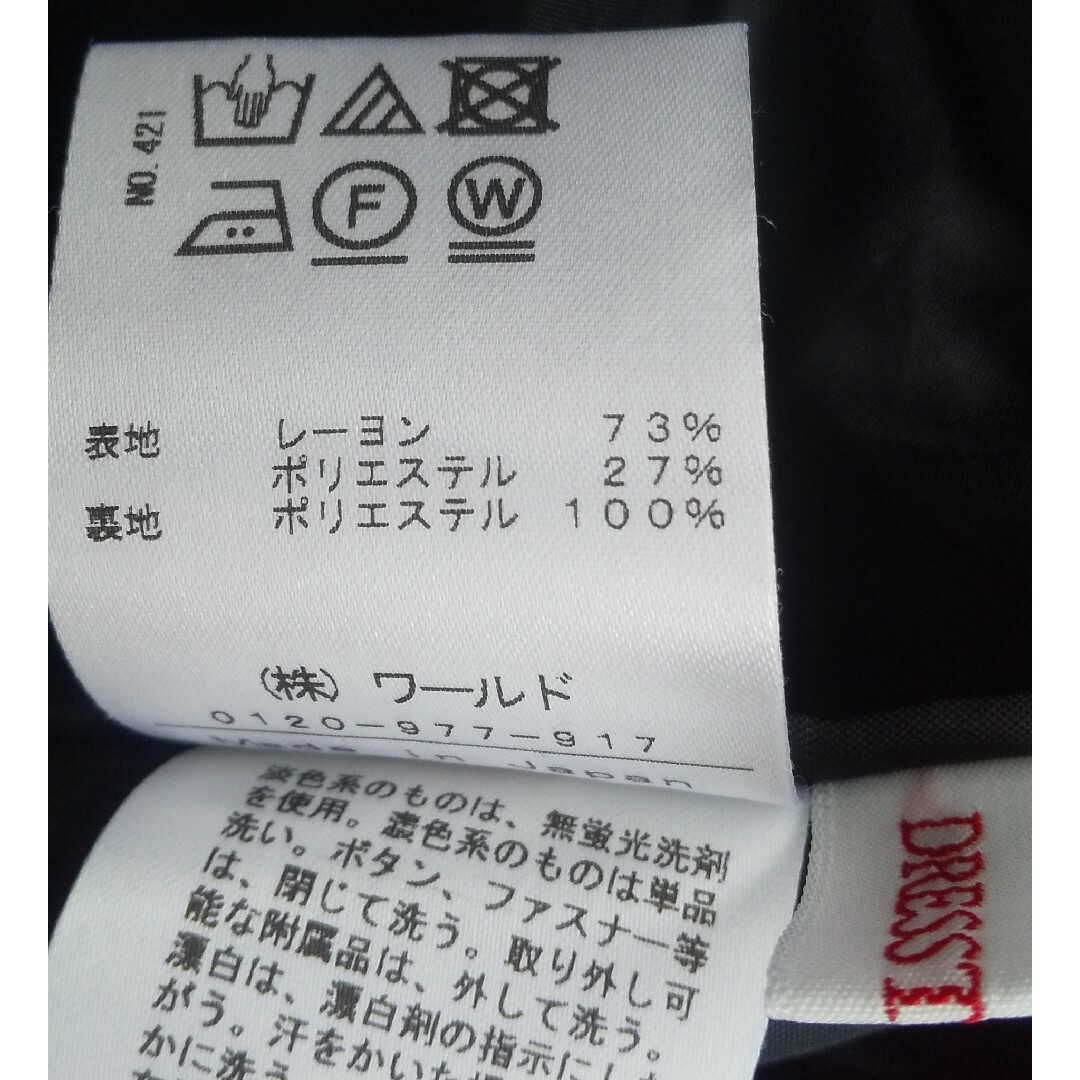 NO. 421
F
W
表地 レーヨン 73%
ポリエステル 27%
裏地 ポリエステル 100%
(株) ワールド
0120-977-917
Made in Japan
淡色系のものは、無蛍光洗剤
を使用。濃色系のものは単品
洗い。ボタン、ファスナー等
は、閉じて洗う。取り外し可
能な附属品は、外して洗う。
漂白は、漂白剤の指示にした
がう。汗をかいた
かに洗う
DRESST